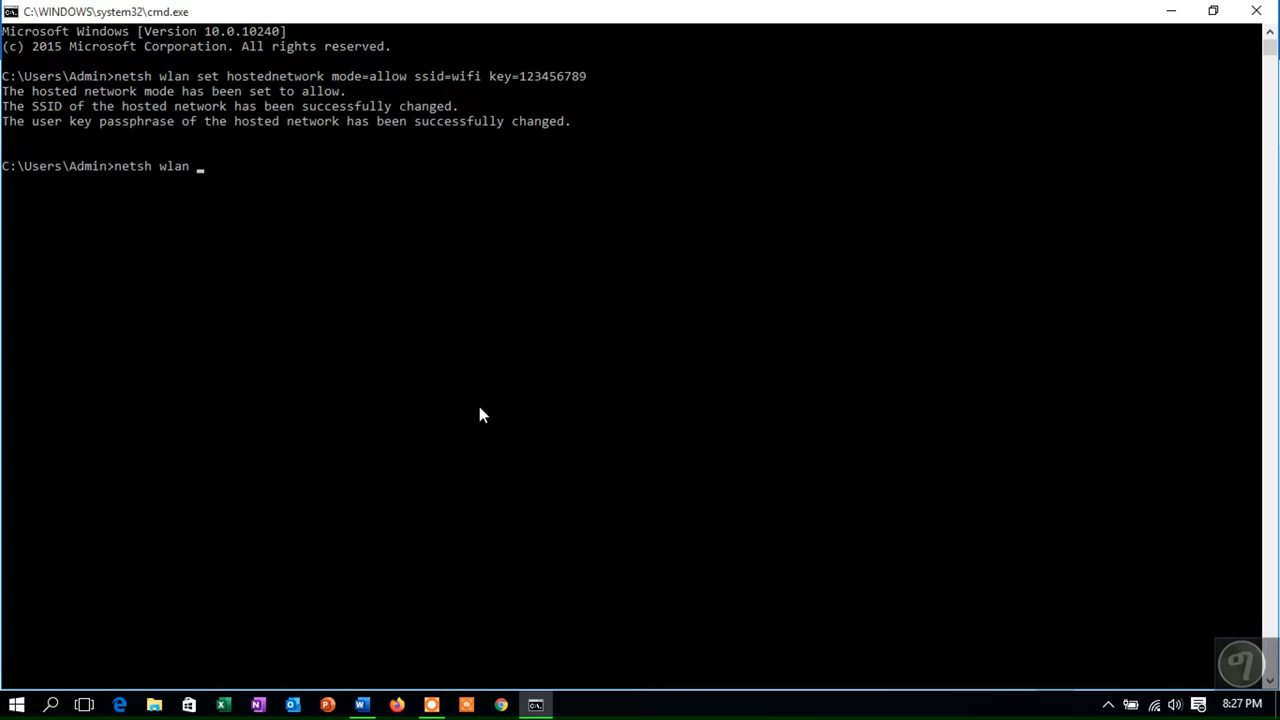 C:\WINDOWS\system32\cmd.exe
Microsoft Windows [Version 10.0.10240]
(c) 2015 Microsoft Corporation. All rights reserved.
C:\Users\Admin>netsh wlan set hostednetwork mode=allow ssid=wifi key=123456789
The hosted network mode has been set to allow.
The SSID of the hosted network has been successfully changed.
The user key passphrase of the hosted network has been successfully changed.
C:\Users\Admin>netsh wlan _
8:27 PM